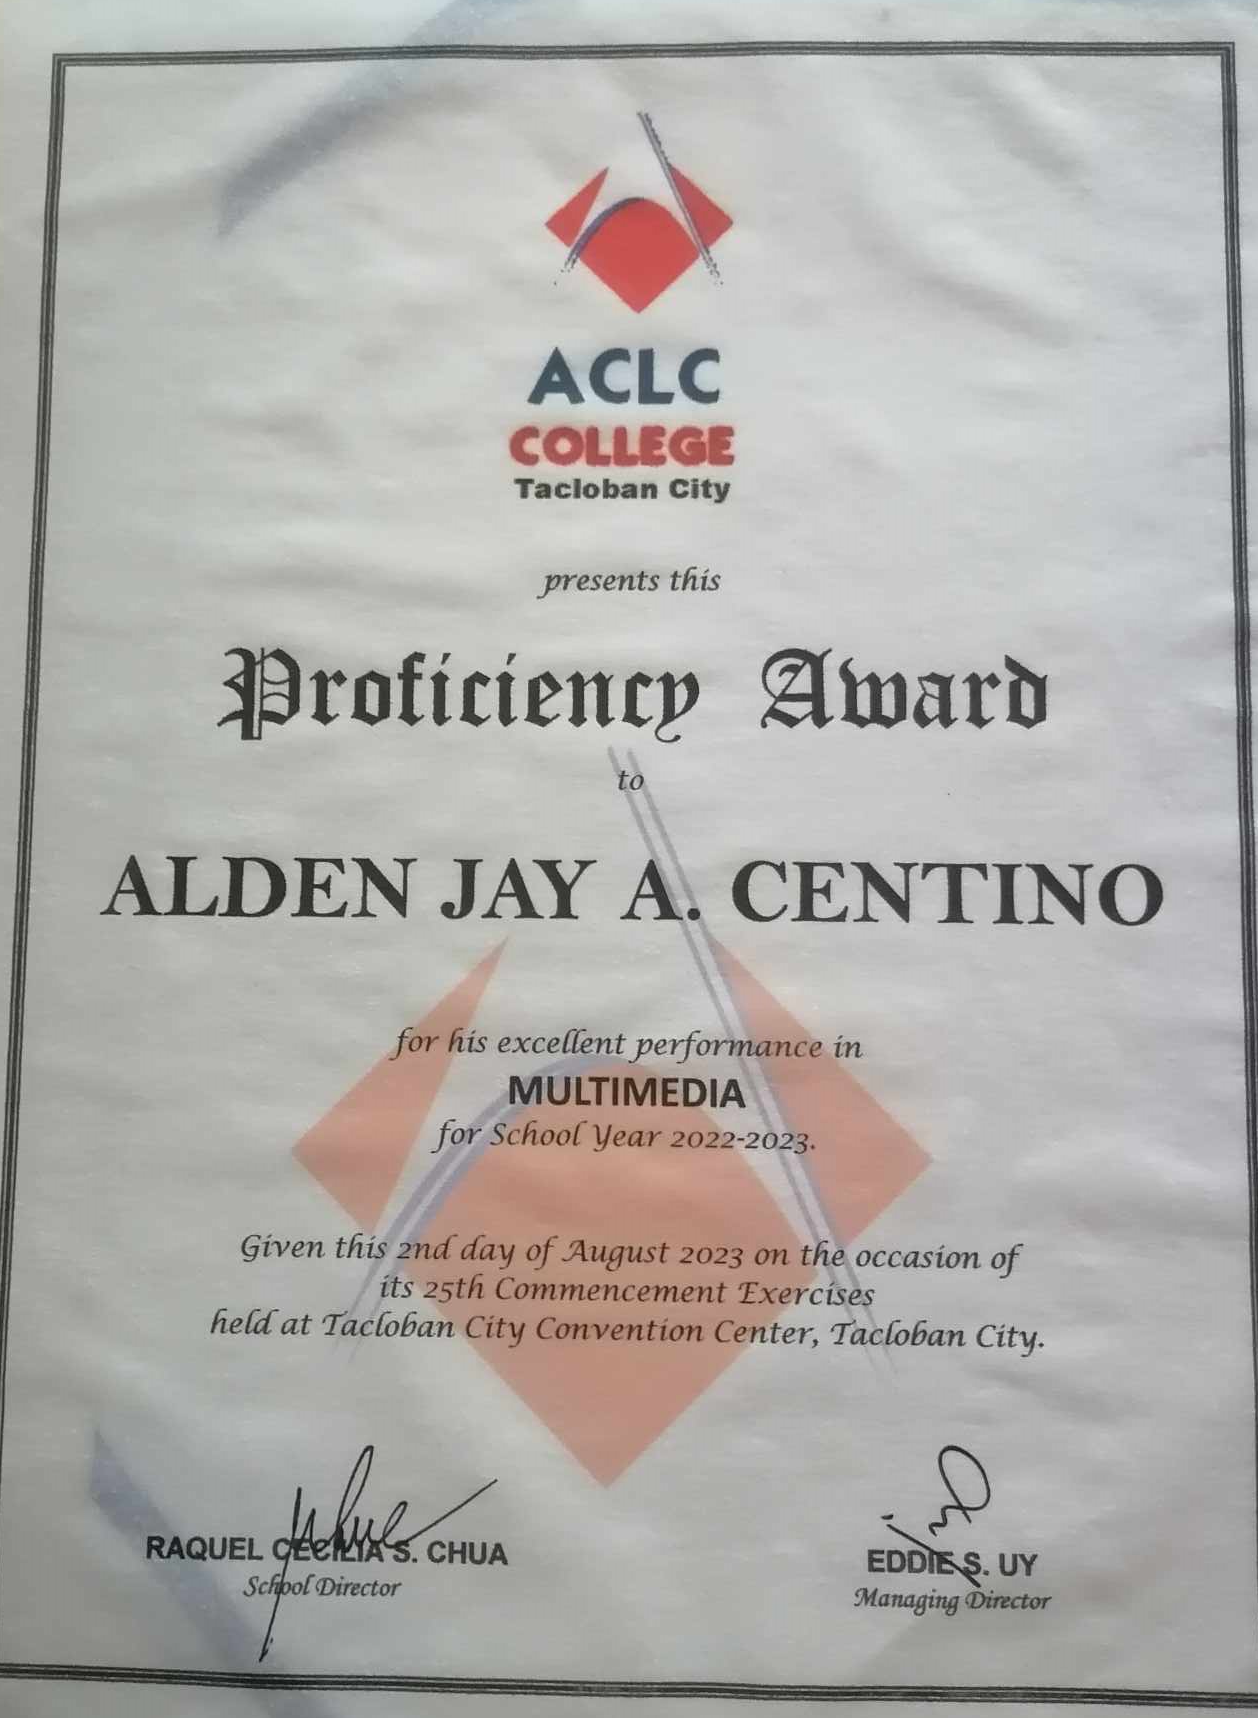 ACLC
COLLEGE
Tacloban City
presents this
Proficiency Award
to
ALDEN JAY A. CENTINO
for his excellent performance in
MULTIMEDIA
for School Year 2022-2023.
Given this 2nd day of August 2023 on the occasion of
its 25th Commencement Exercises
held at Tacloban City Convention Center, Tacloban City.
RAQUEL CECILIA S. CHUA
School Director
EDDIE S. UY
Managing Director